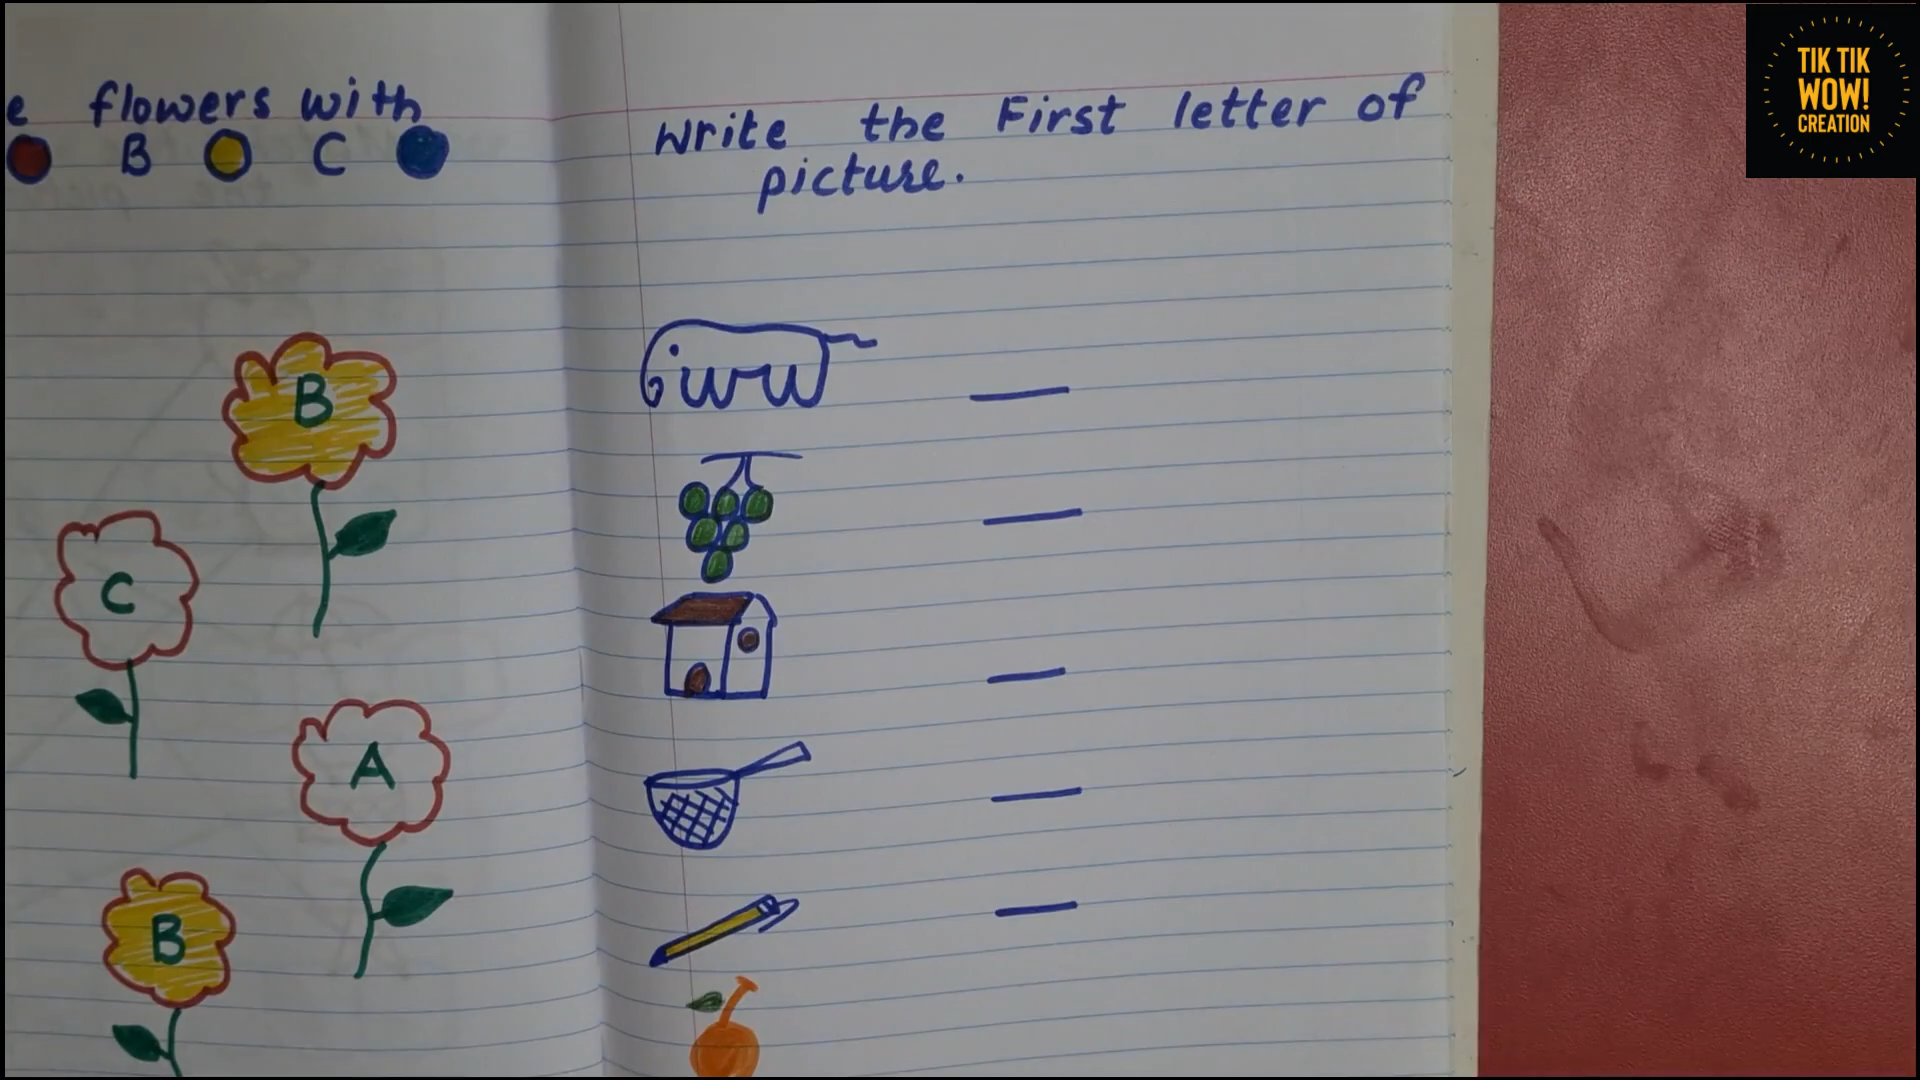 e flowers with
B C
B
C
A
B
Write the First letter of
picture.
TIK TIK
WOW!
CREATION